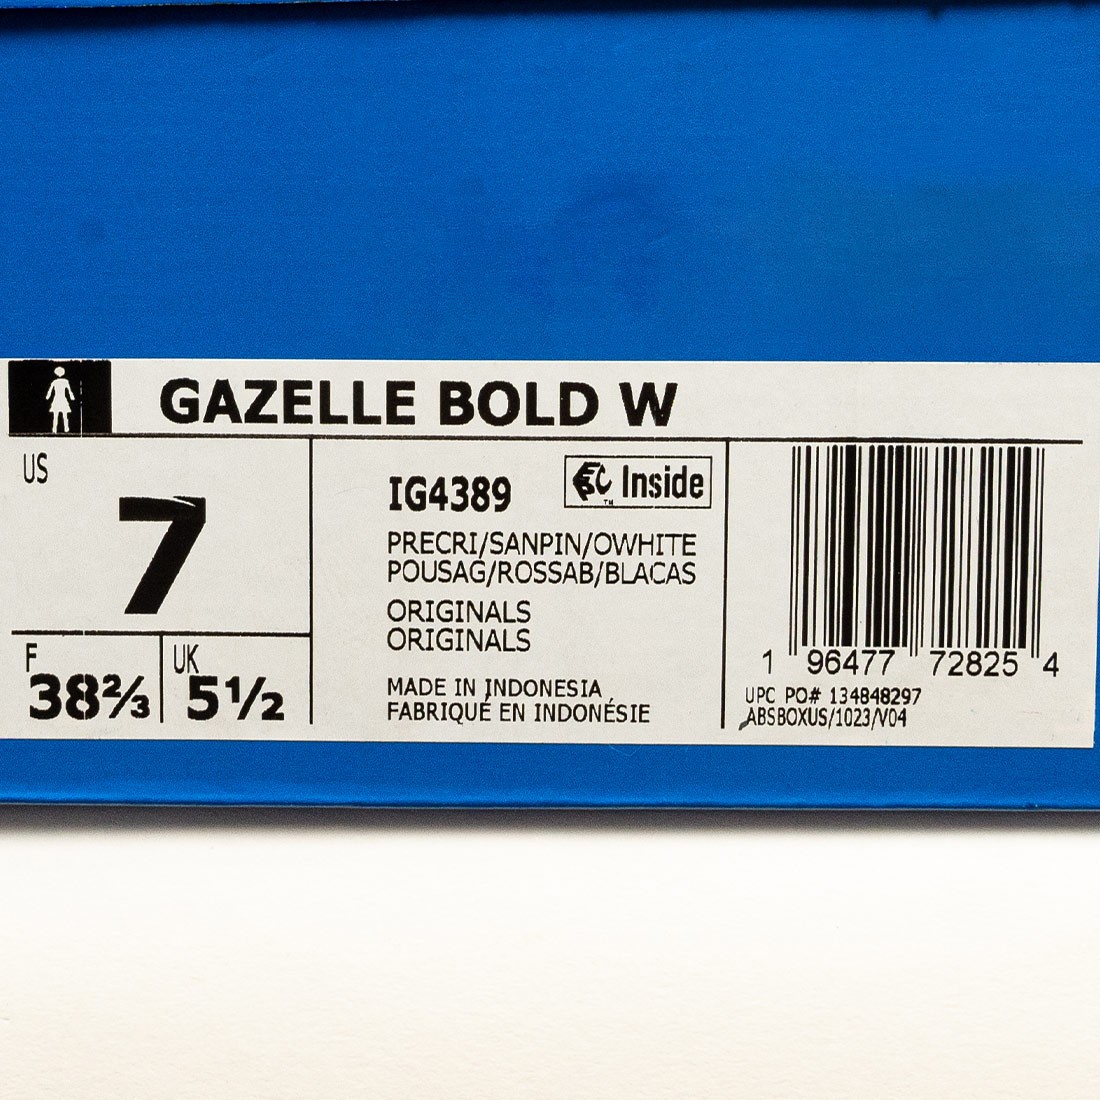 GAZELLE BOLD W
US
7
F
38⅔
UK
5½
IG4389
Inside
™
PRECRI/SANPIN/OWHITE
POUSAG/ROSSAB/BLACAS
ORIGINALS
ORIGINALS
MADE IN INDONESIA
FABRIQUÉ EN INDONÉSIE
1 96477 72825 4
UPC PO# 134848297
ABSBOXUS/1023/V04